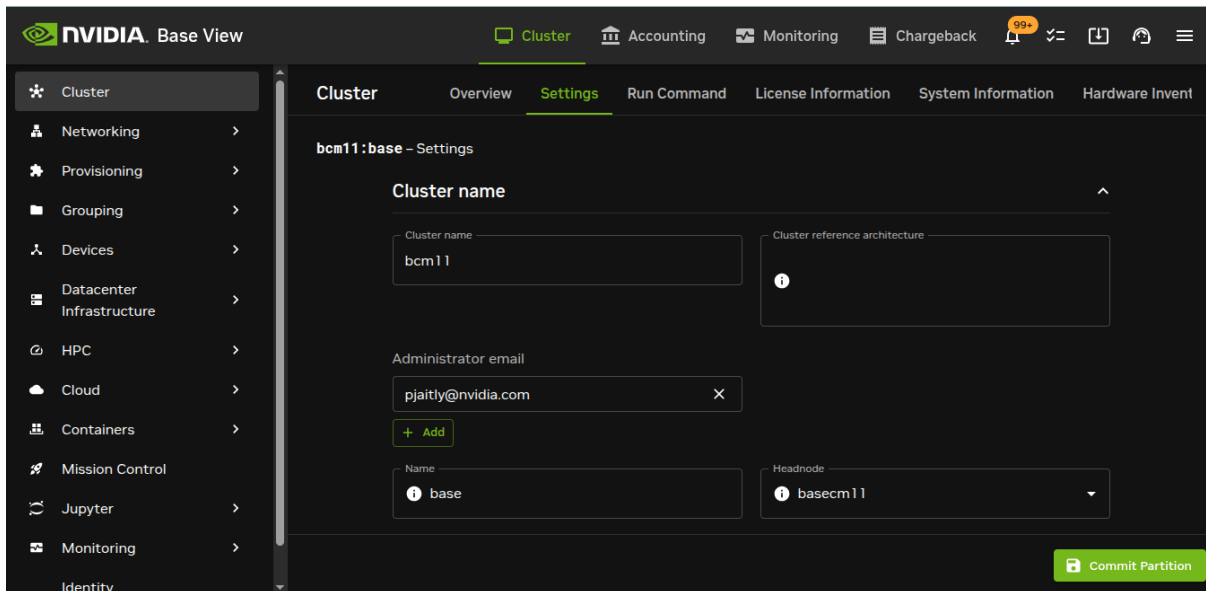 NVIDIA. Base View
Cluster
Accounting
Monitoring
Chargeback
99+
Cluster
Networking
Provisioning
Grouping
Devices
Datacenter
Infrastructure
HPC
Cloud
Containers
Mission Control
Jupyter
Monitoring
Identity
Cluster
Overview
Settings
Run Command
License Information
System Information
Hardware Invent
bcm11:base – Settings
Cluster name
Cluster name
bcm11
Cluster reference architecture
Administrator email
pjaitly@nvidia.com
+ Add
Name
base
Headnode
basecm11
Commit Partition